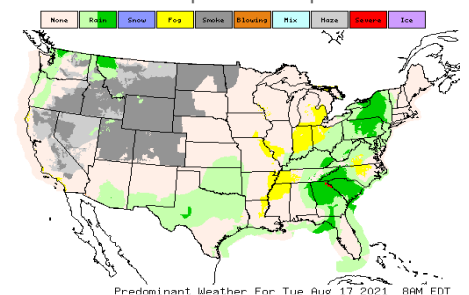 None Rain Snow Fog Smoke Blowing Mix Haze Severe Ice
Predominant Weather For Tue Aug 17 2021 8AM EDT